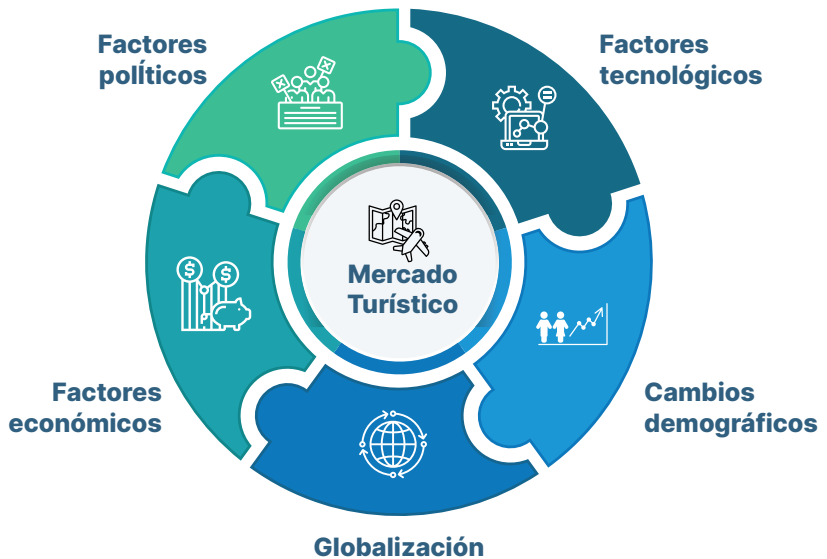 Factores
políticos
Factores
tecnológicos
Mercado
Turístico
Factores
económicos
Cambios
demográficos
Globalización